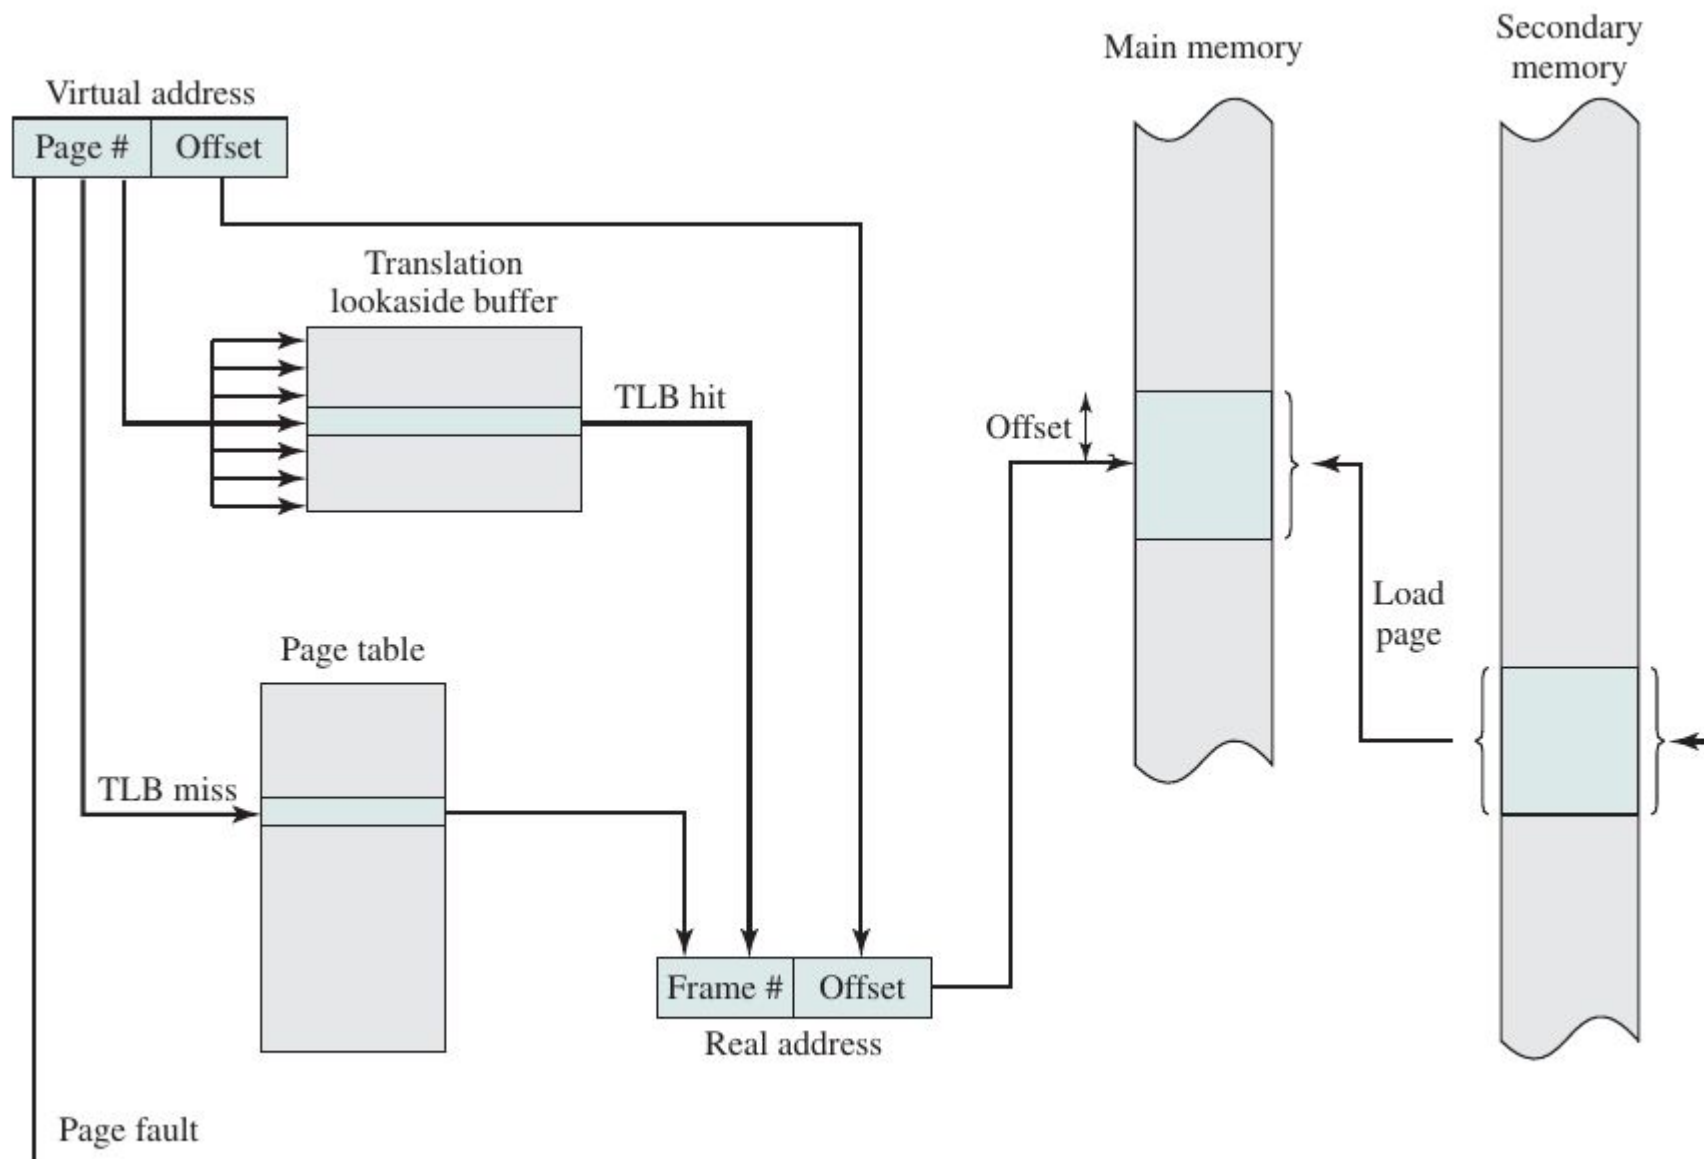 Virtual address
Page #
Offset
Translation
lookaside buffer
TLB hit
Page table
TLB miss
Frame #
Offset
Real address
Page fault
Main memory
Offset
Load
page
Secondary
memory